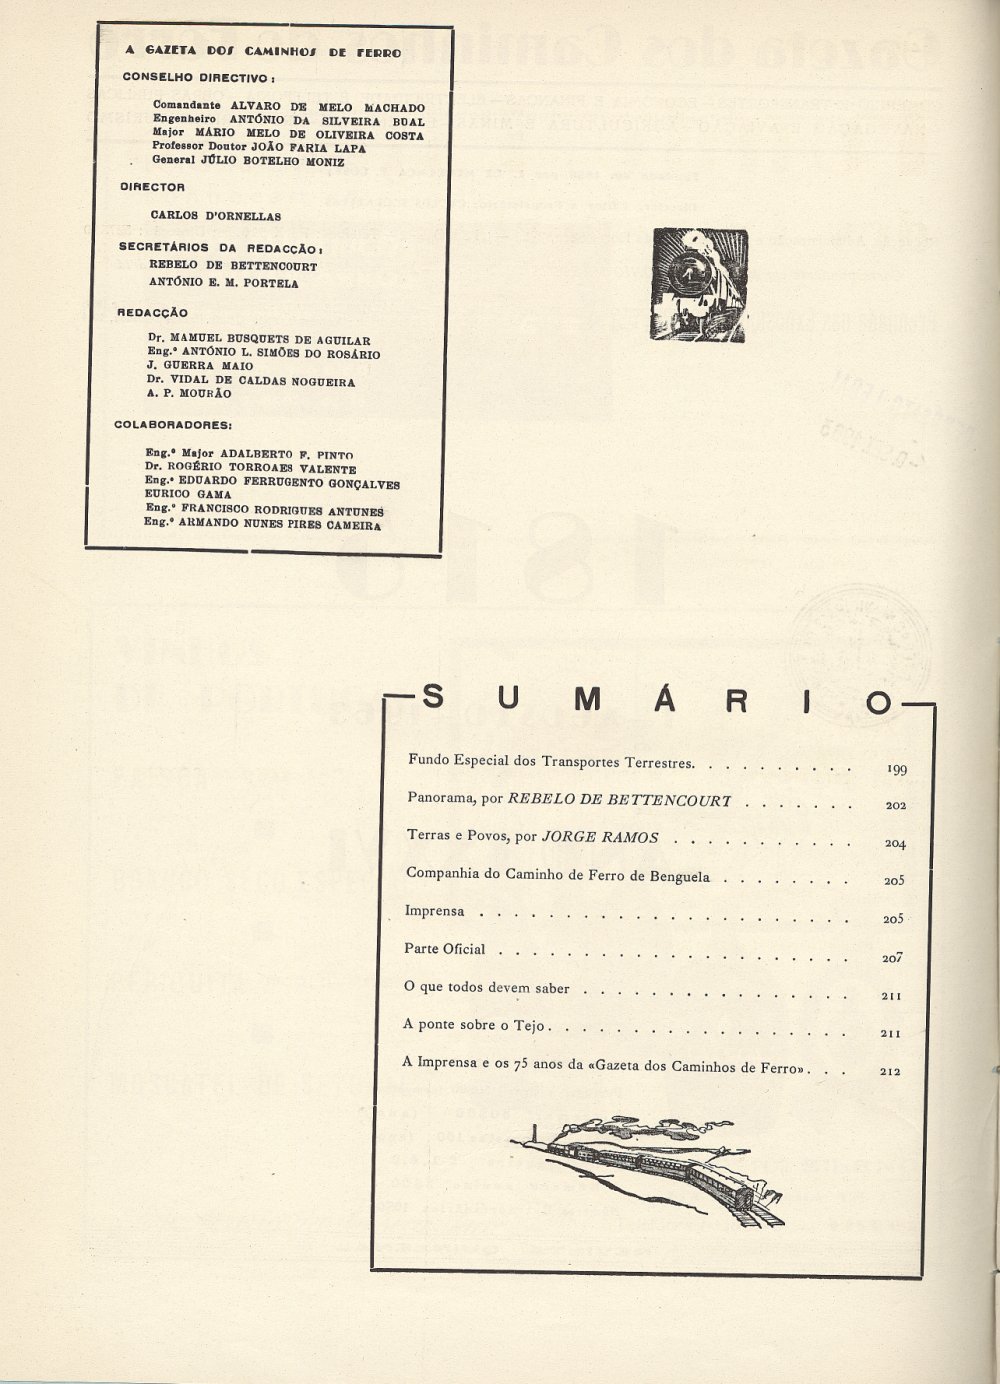 A GAZETA DOS CAMINHOS DE FERRO
CONSELHO DIRECTIVO:
Comandante ALVARO DE MELO MACHADO
Engenheiro ANTÓNIO DA SILVEIRA BUAL
Major MÁRIO MELO DE OLIVEIRA COSTA
Professor Doutor JOÃO FARIA LAPA
General JÚLIO BOTELHO MONIZ
DIRECTOR
CARLOS D'ORNELLAS
SECRETÁRIOS DA REDACÇÃO:
REBELO DE BETTENCOURT
ANTÓNIO E. M. PORTELA
REDACÇÃO
Dr. MAMUEL BUSQUETS DE AGUILAR
Eng.º ANTÓNIO L. SIMÕES DO ROSÁRIO
J. GUERRA MAIO
Dr. VIDAL DE CALDAS NOGUEIRA
A. P. MOURÃO
COLABORADORES:
Eng.º Major ADALBERTO F. PINTO
Dr. ROGÉRIO TORROAES VALENTE
Eng.º EDUARDO FERRUGENTO GONÇALVES
EURICO GAMA
Eng.º FRANCISCO RODRIGUES ANTUNES
Eng.º ARMANDO NUNES PIRES CAMEIRA
SUMÁRIO
Fundo Especial dos Transportes Terrestres. . . . . . . . . . 199
Panorama, por REBELO DE BETTENCOURT . . . . . . . 202
Terras e Povos, por JORGE RAMOS . . . . . . . . . . . 204
Companhia do Caminho de Ferro de Benguela . . . . . . . . 205
Imprensa . . . . . . . . . . . . . . . . . . . . . . 205
Parte Oficial . . . . . . . . . . . . . . . . . . . . . 207
O que todos devem saber . . . . . . . . . . . . . . . . 211
A ponte sobre o Tejo. . . . . . . . . . . . . . . . . . 211
A Imprensa e os 75 anos da «Gazeta dos Caminhos de Ferro». . . 212